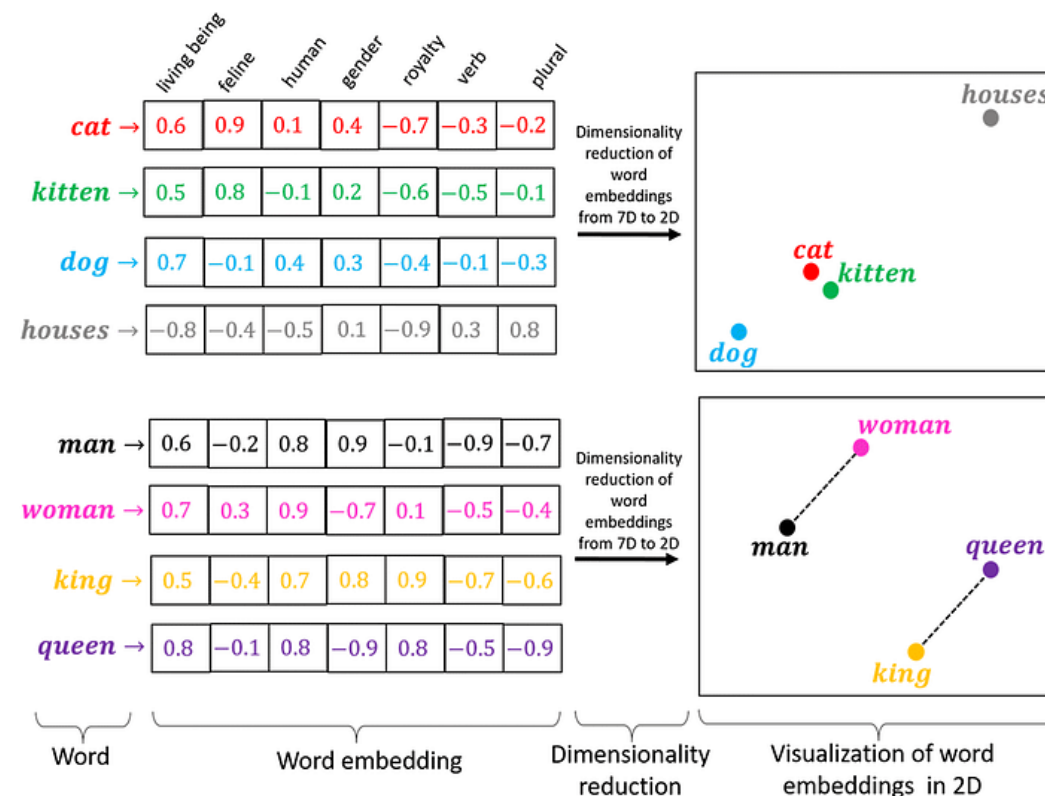 living being feline human gender royalty verb plural
cat → 0.6 0.9 0.1 0.4 −0.7 −0.3 −0.2
kitten → 0.5 0.8 −0.1 0.2 −0.6 −0.5 −0.1
dog → 0.7 −0.1 0.4 0.3 −0.4 −0.1 −0.3
houses → −0.8 −0.4 −0.5 0.1 −0.9 0.3 0.8
Dimensionality
reduction of
word
embeddings
from 7D to 2D
houses
cat
kitten
dog
man → 0.6 −0.2 0.8 0.9 −0.1 −0.9 −0.7
woman → 0.7 0.3 0.9 −0.7 0.1 −0.5 −0.4
king → 0.5 −0.4 0.7 0.8 0.9 −0.7 −0.6
queen → 0.8 −0.1 0.8 −0.9 0.8 −0.5 −0.9
Dimensionality
reduction of
word
embeddings
from 7D to 2D
woman
man
queen
king
Word
Word embedding
Dimensionality
reduction
Visualization of word
embeddings in 2D